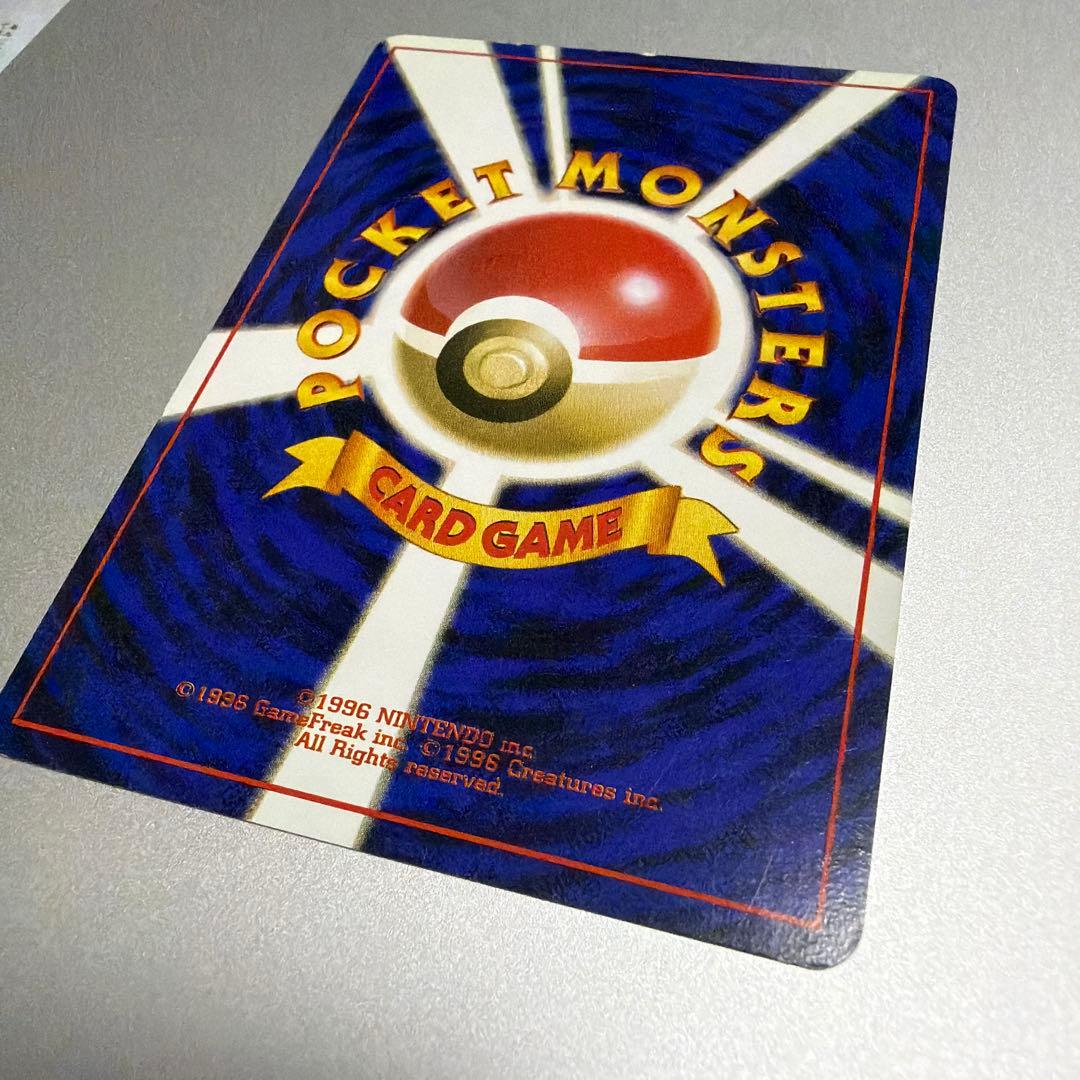 POCKET MONSTERS
CARD GAME
©1996 NINTENDO inc.
©1996 GameFreak inc. ©1996 Creatures inc.
All Rights reserved.